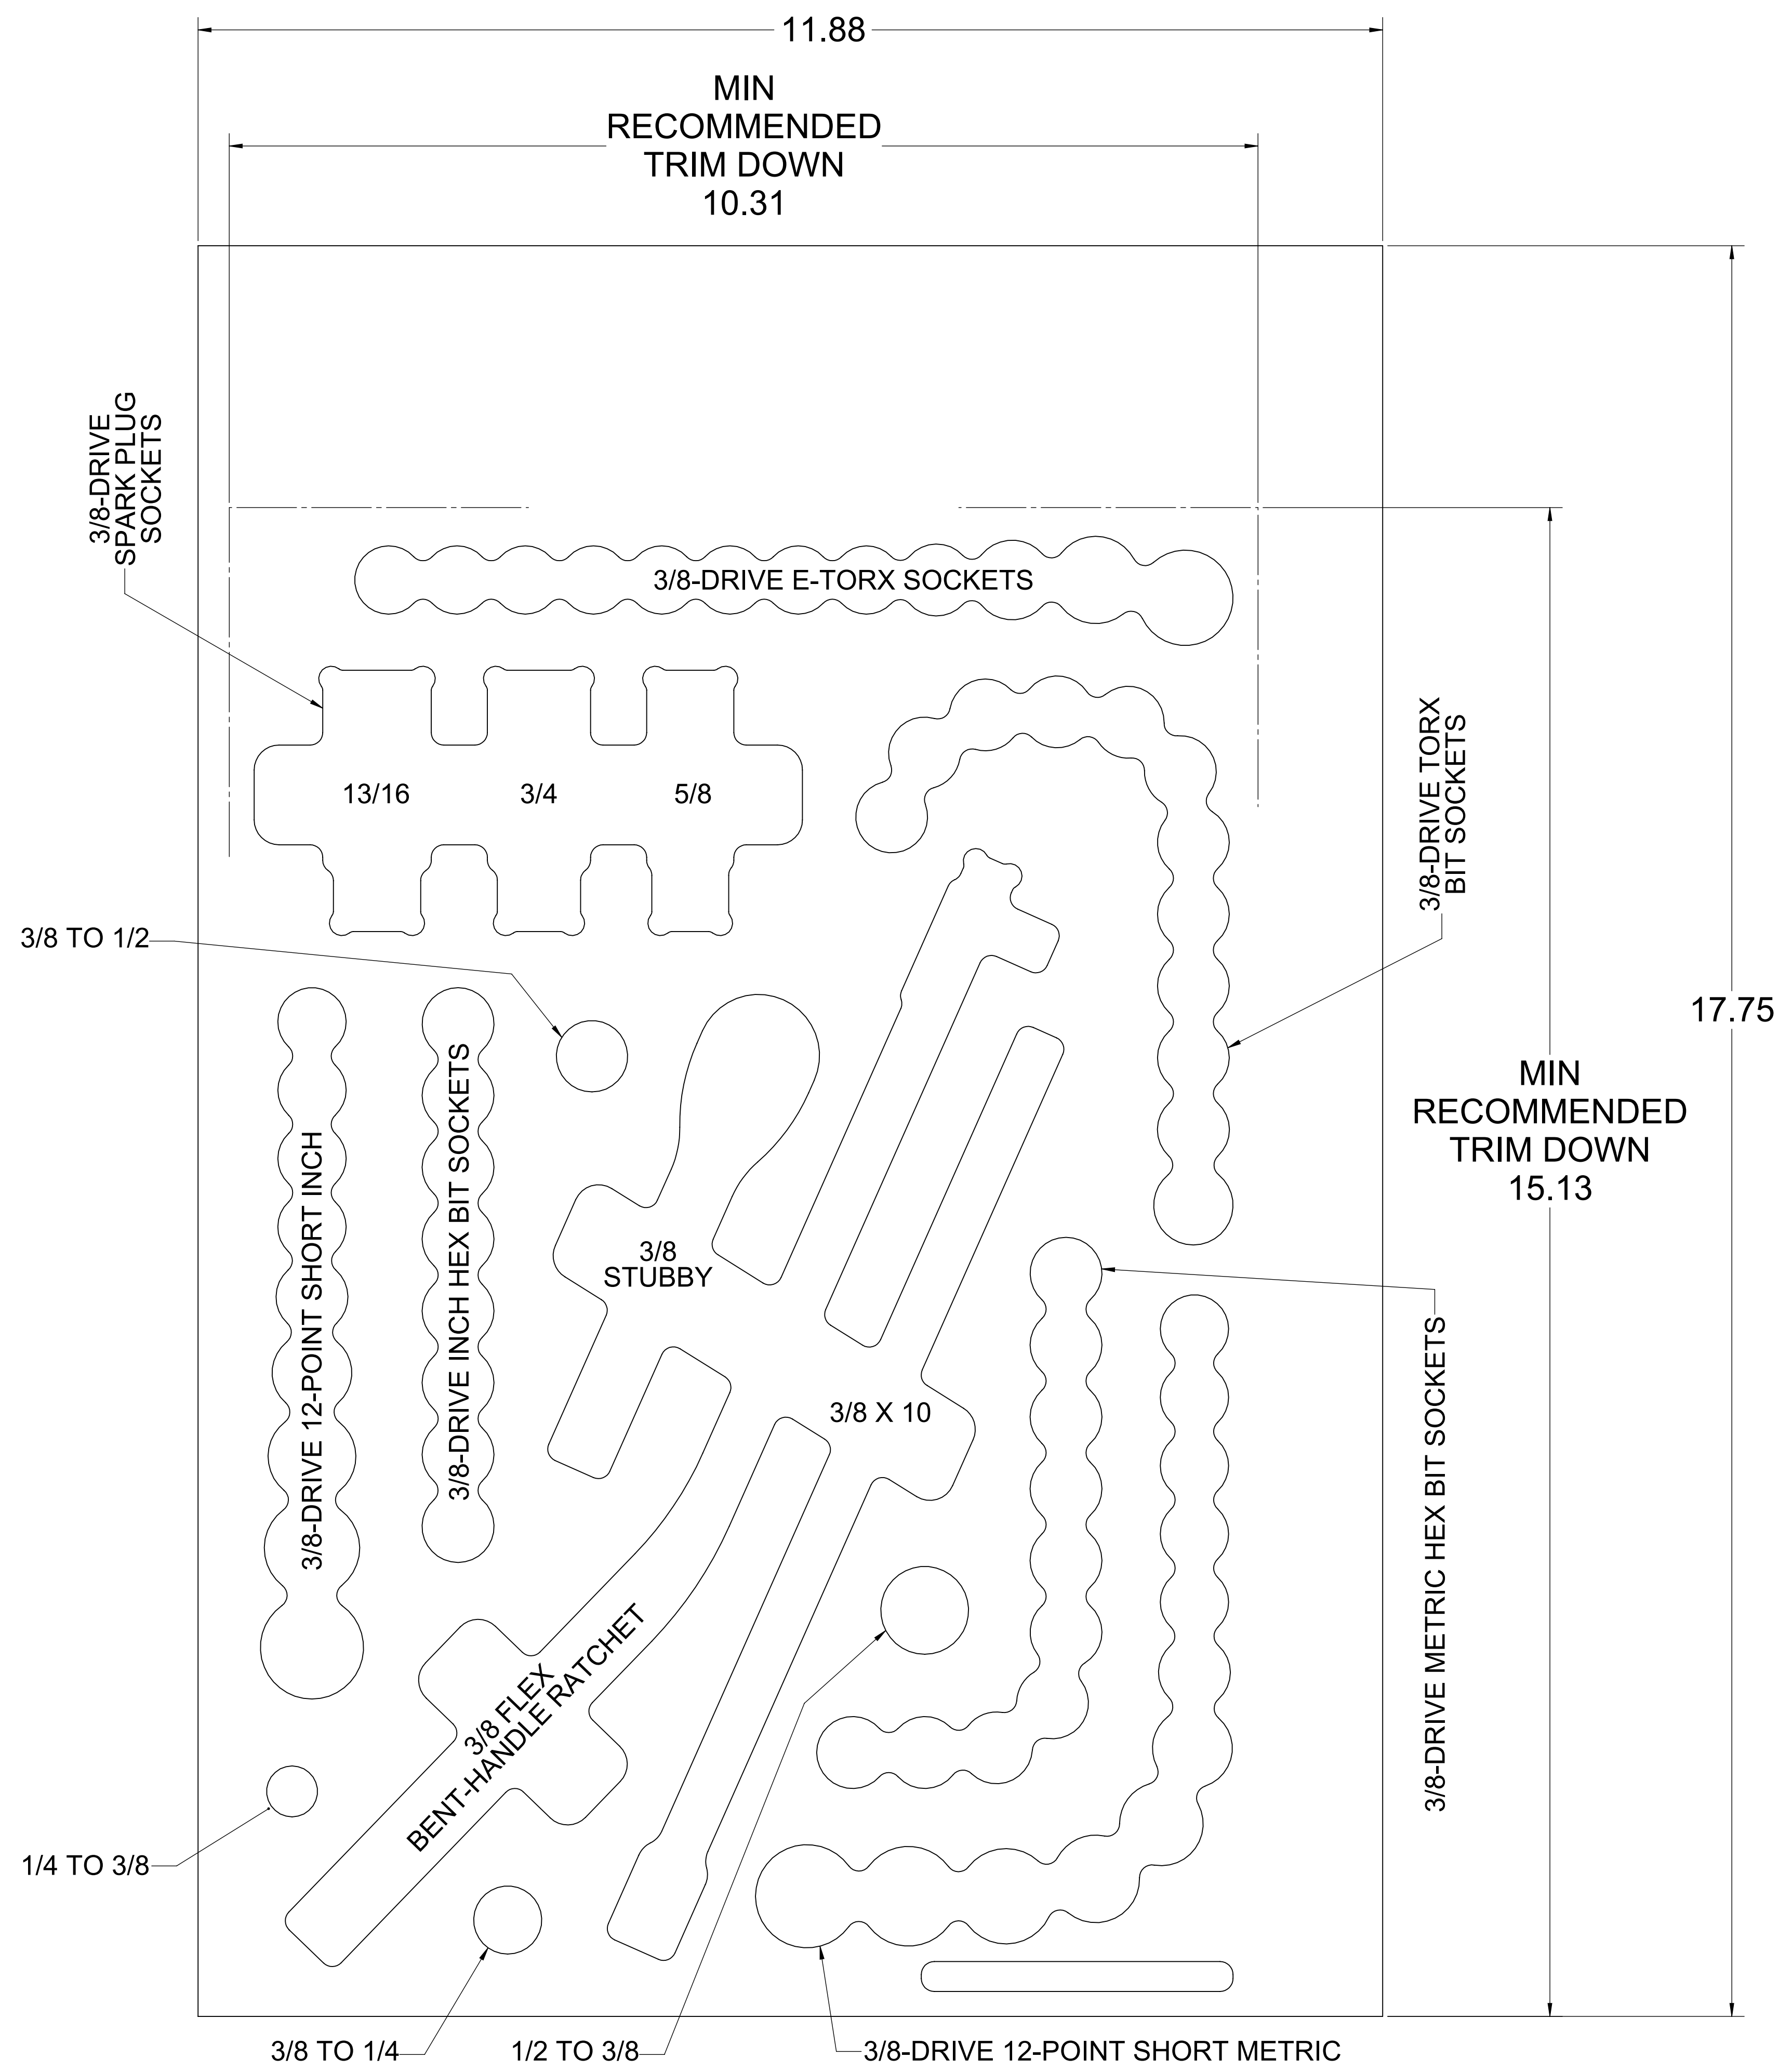 11.88
MIN
RECOMMENDED
TRIM DOWN
10.31
3/8-DRIVE
SPARK PLUG
SOCKETS
3/8-DRIVE E-TORX SOCKETS
13/16
3/4
5/8
3/8-DRIVE TORX
BIT SOCKETS
3/8 TO 1/2
17.75
MIN
RECOMMENDED
TRIM DOWN
15.13
3/8-DRIVE 12-POINT SHORT INCH
3/8-DRIVE INCH HEX BIT SOCKETS
3/8
STUBBY
3/8 X 10
3/8-DRIVE METRIC HEX BIT SOCKETS
3/8 FLEX
BENT-HANDLE RATCHET
1/4 TO 3/8
3/8 TO 1/4
1/2 TO 3/8
3/8-DRIVE 12-POINT SHORT METRIC